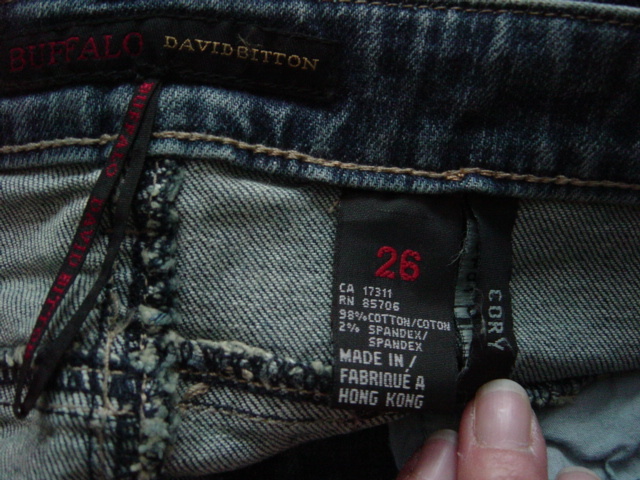 BUFFALO DAVID BITTON
BUFFALO DAVID BITTON
26
CA 17311
RN 85706
98% COTTON/COTON
2% SPANDEX/
SPANDEX
MADE IN/
FABRIQUÉ A
HONG KONG
CORY